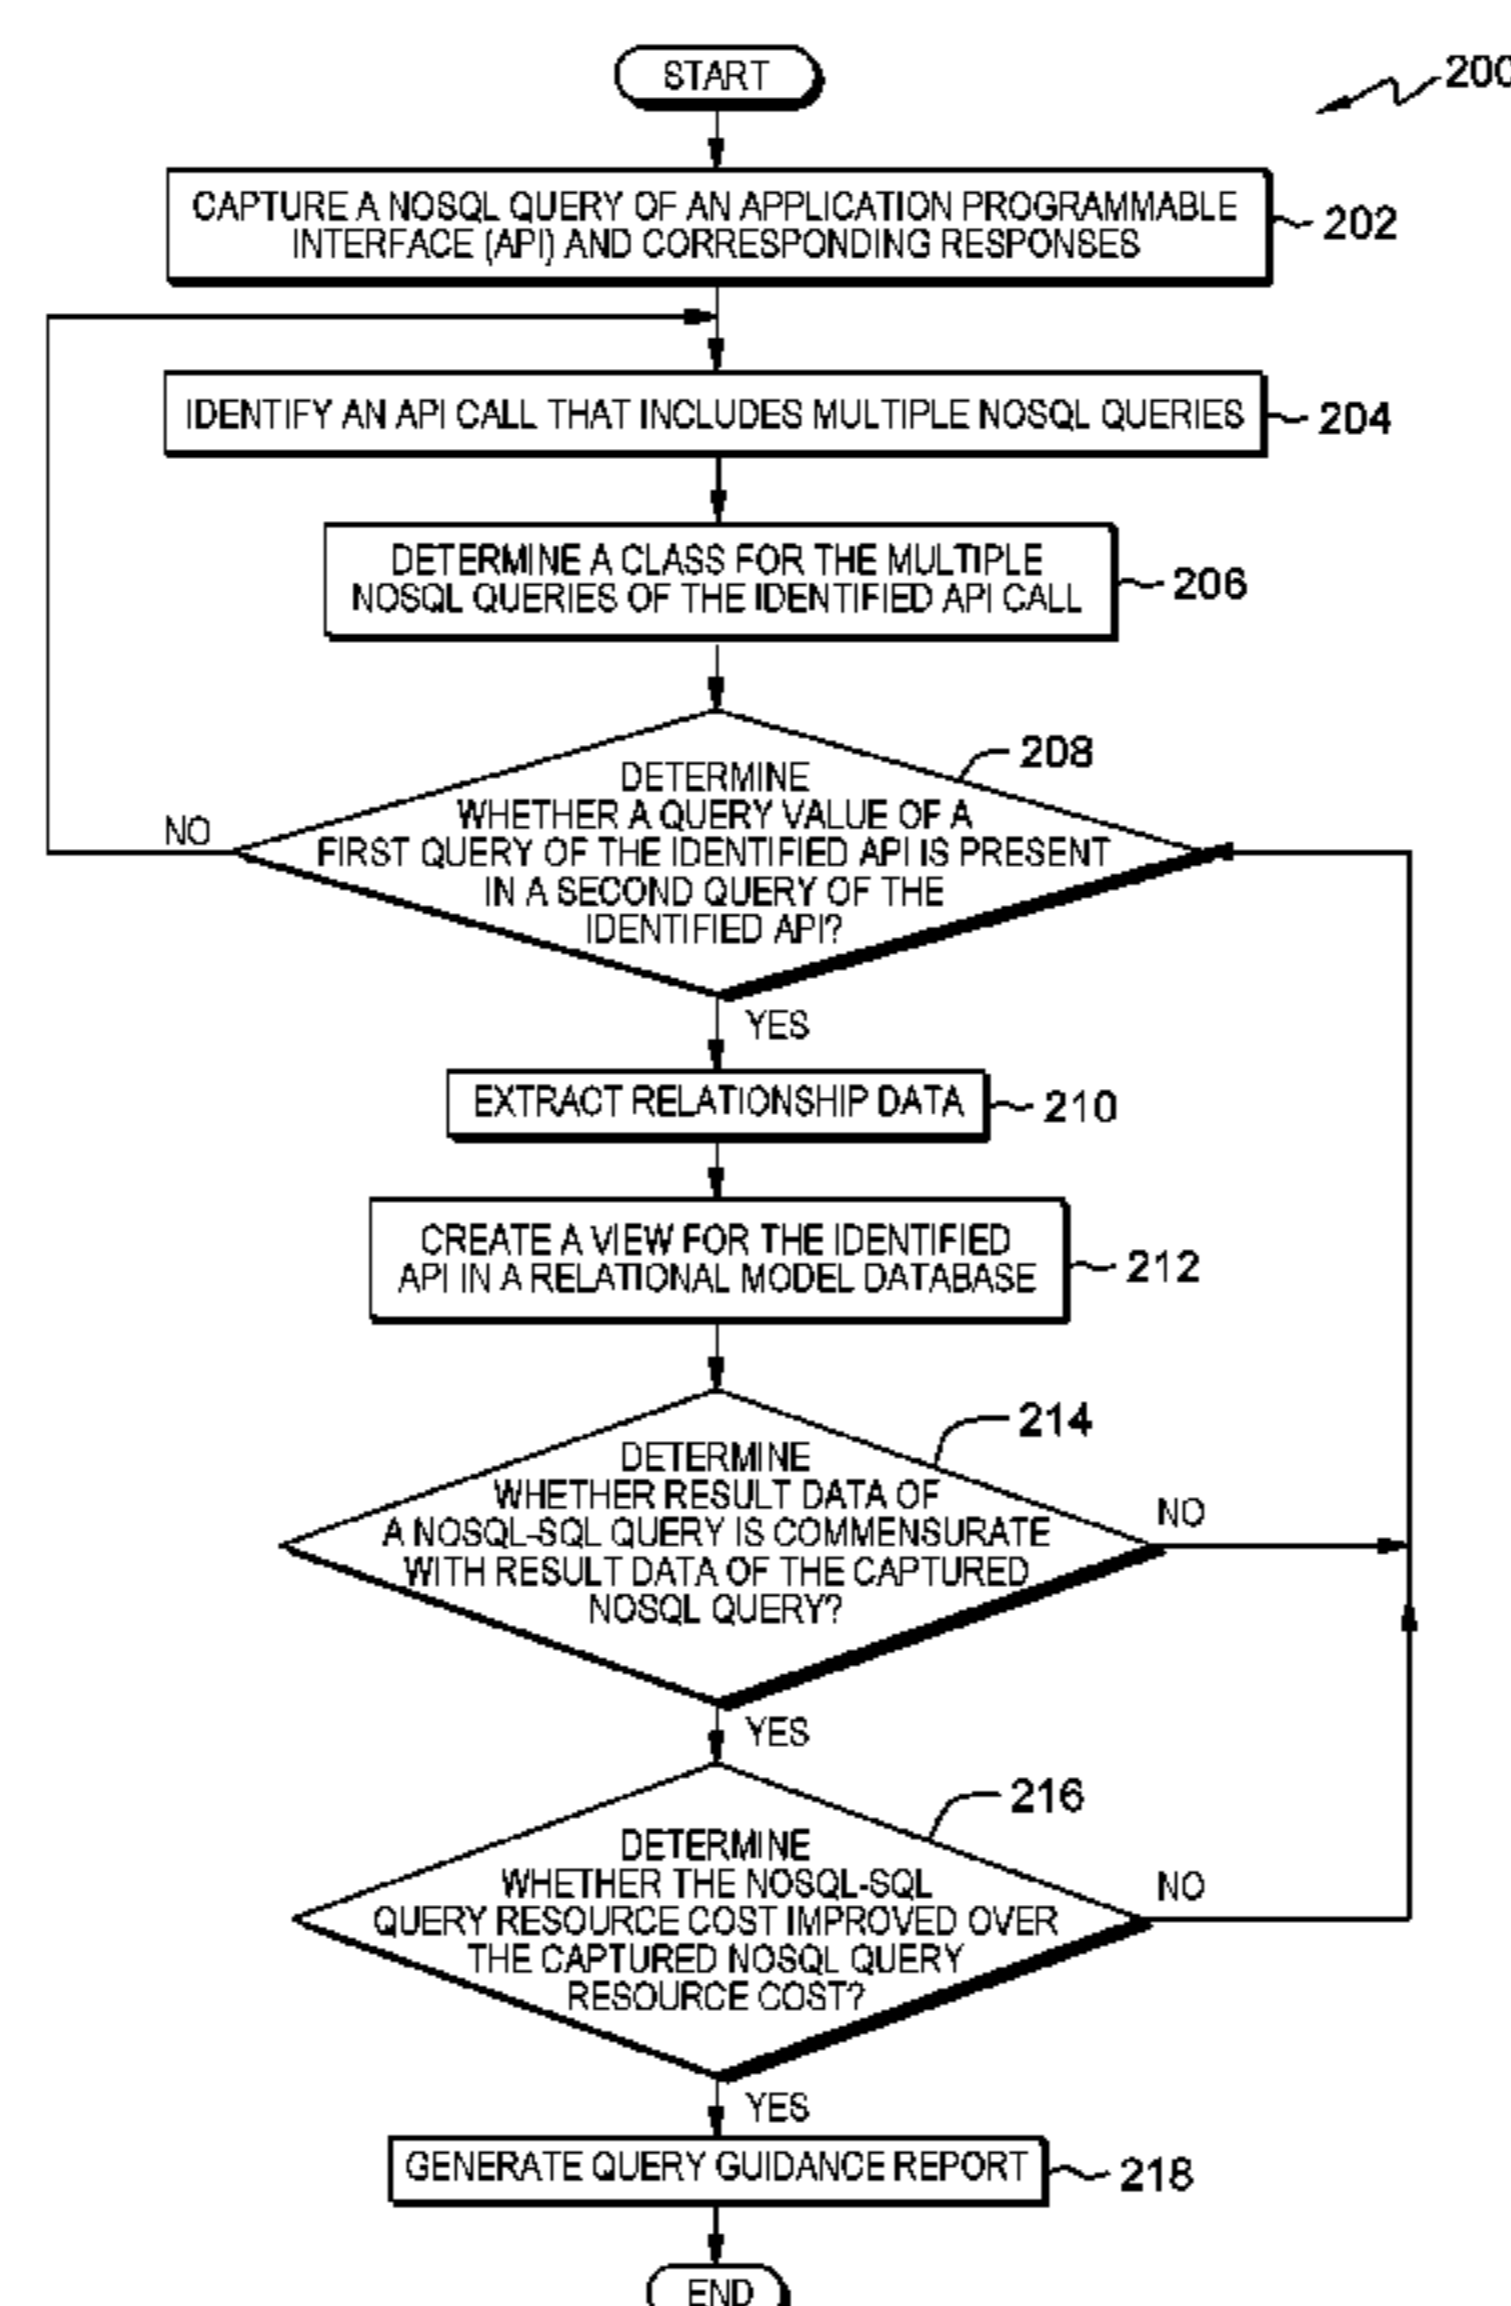 START
200
CAPTURE A NOSQL QUERY OF AN APPLICATION PROGRAMMABLE
INTERFACE (API) AND CORRESPONDING RESPONSES
202
IDENTIFY AN API CALL THAT INCLUDES MULTIPLE NOSQL QUERIES
204
DETERMINE A CLASS FOR THE MULTIPLE
NOSQL QUERIES OF THE IDENTIFIED API CALL
206
208
DETERMINE
WHETHER A QUERY VALUE OF A
FIRST QUERY OF THE IDENTIFIED API IS PRESENT
IN A SECOND QUERY OF THE
IDENTIFIED API?
NO
YES
EXTRACT RELATIONSHIP DATA
210
CREATE A VIEW FOR THE IDENTIFIED
API IN A RELATIONAL MODEL DATABASE
212
214
DETERMINE
WHETHER RESULT DATA OF
A NOSQL-SQL QUERY IS COMMENSURATE
WITH RESULT DATA OF THE CAPTURED
NOSQL QUERY?
NO
YES
216
DETERMINE
WHETHER THE NOSQL-SQL
QUERY RESOURCE COST IMPROVED OVER
THE CAPTURED NOSQL QUERY
RESOURCE COST?
NO
YES
GENERATE QUERY GUIDANCE REPORT
218
END